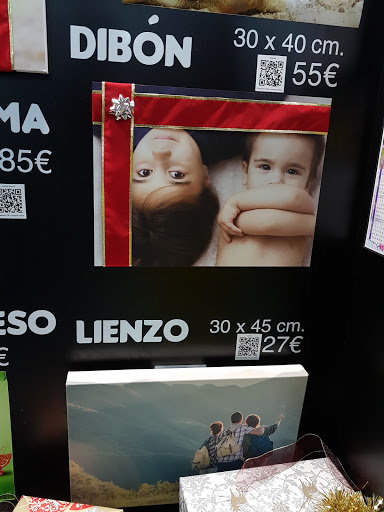 DIBÓN
30 x 40 cm.
55€
MA
85€
ESO
€
LIENZO
30 x 45 cm.
27€